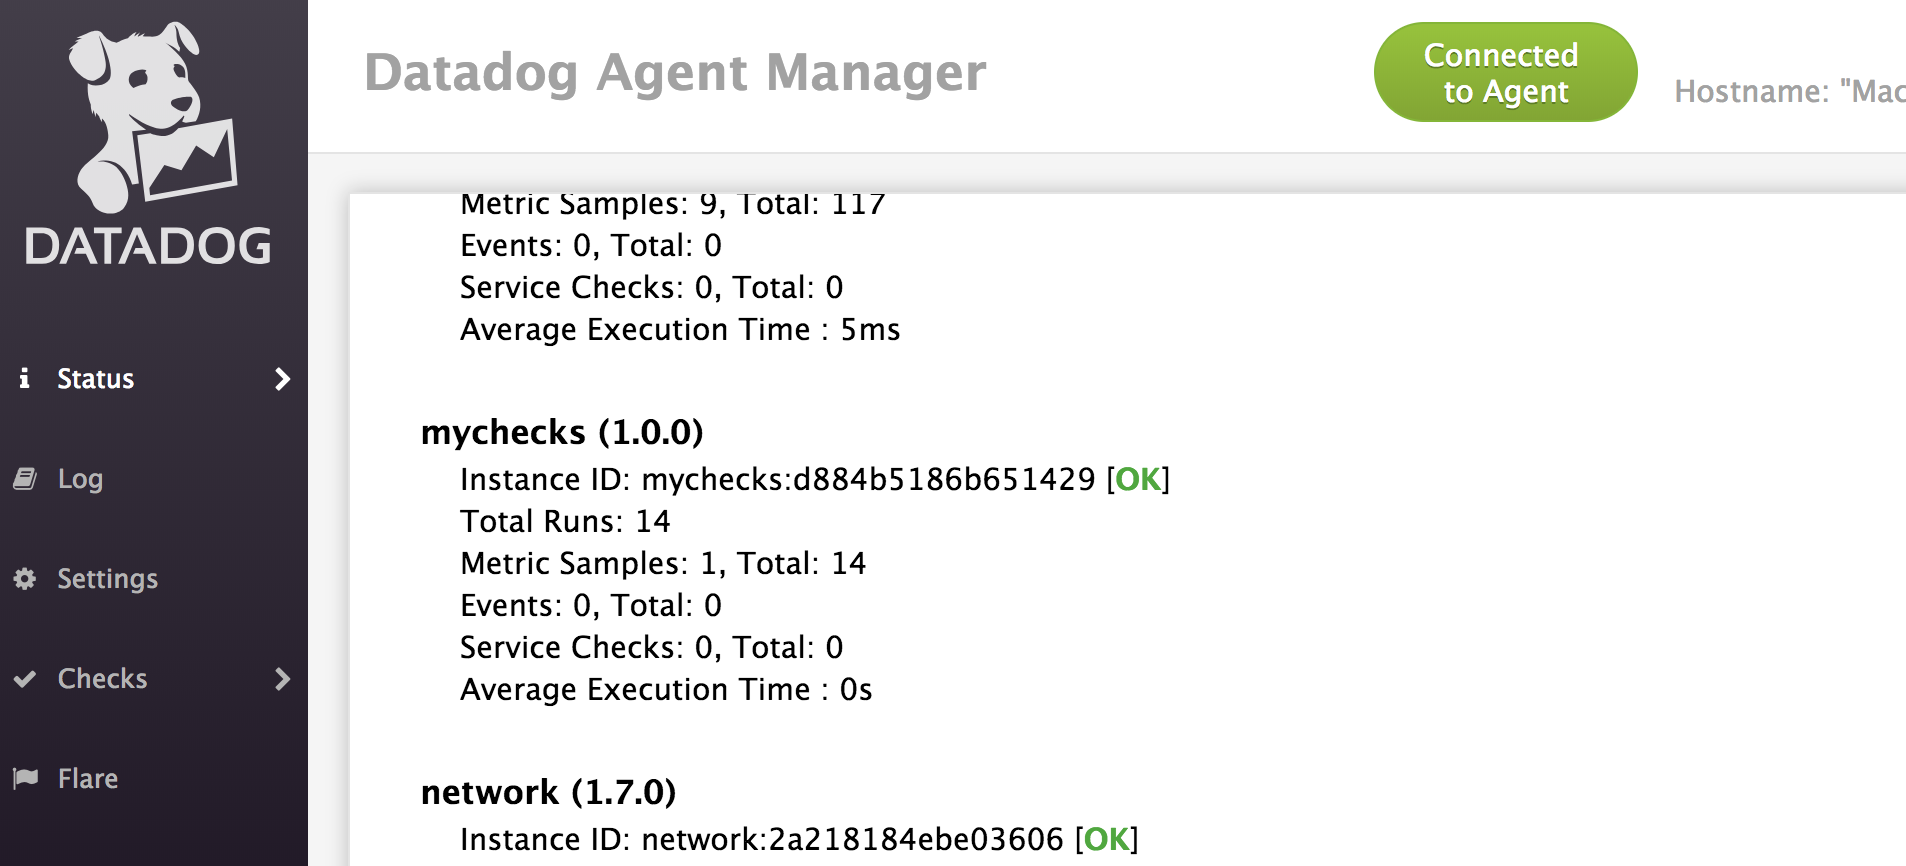 DATADOG
Status
Log
Settings
Checks
Flare
Datadog Agent Manager
Connected
to Agent
Hostname: "Mac
Metric Samples: 9, Total: 117
Events: 0, Total: 0
Service Checks: 0, Total: 0
Average Execution Time : 5ms
mychecks (1.0.0)
Instance ID: mychecks:d884b5186b651429 [OK]
Total Runs: 14
Metric Samples: 1, Total: 14
Events: 0, Total: 0
Service Checks: 0, Total: 0
Average Execution Time : 0s
network (1.7.0)
Instance ID: network:2a218184ebe03606 [OK]